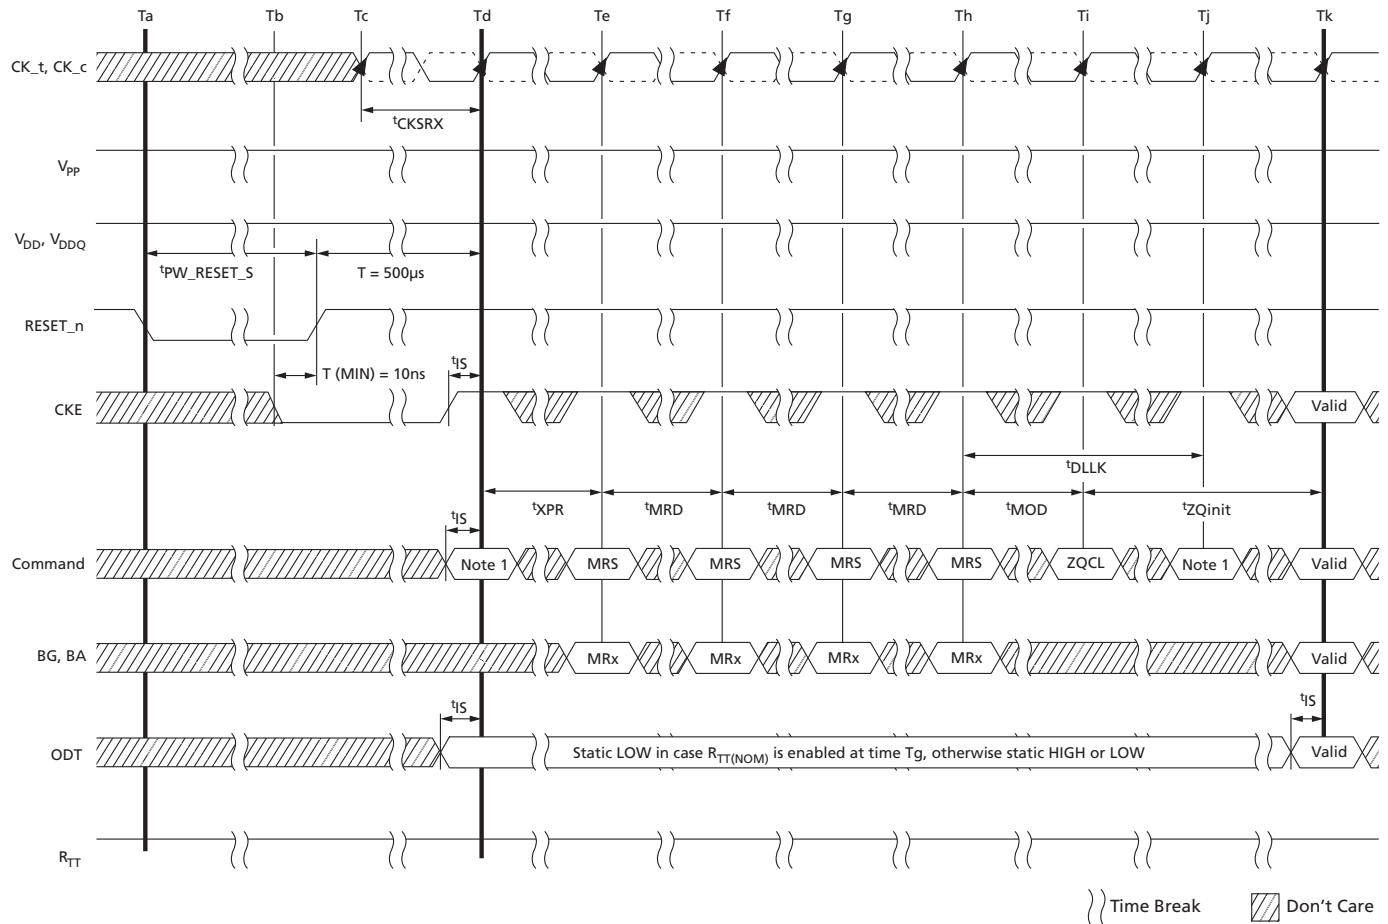 Ta Tb Tc Td Te Tf Tg Th Ti Tj Tk
CK_t, CK_c
tCKSRX
VPP
VDD, VDDQ
tPW_RESET_S T = 500µs
RESET_n
T (MIN) = 10ns tIS
CKE Valid
tDLLK
tXPR tMRD tMRD tMRD tMOD tZQinit
tIS
Command Note 1 MRS MRS MRS MRS ZQCL Note 1 Valid
BG, BA MRx MRx MRx MRx Valid
tIS tIS
ODT Static LOW in case RTT(NOM) is enabled at time Tg, otherwise static HIGH or LOW Valid
RTT
Time Break Don't Care